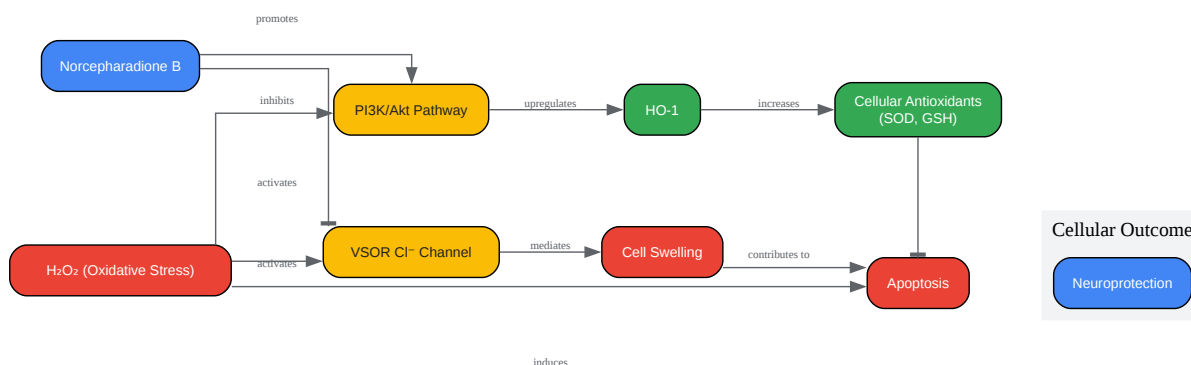 promotes
Norcepharadione B
inhibits
PI3K/Akt Pathway
upregulates
HO-1
increases
Cellular Antioxidants
(SOD, GSH)
activates
H₂O₂ (Oxidative Stress)
activates
VSOR Cl⁻ Channel
mediates
Cell Swelling
contributes to
Apoptosis
Cellular Outcome
Neuroprotection
induces